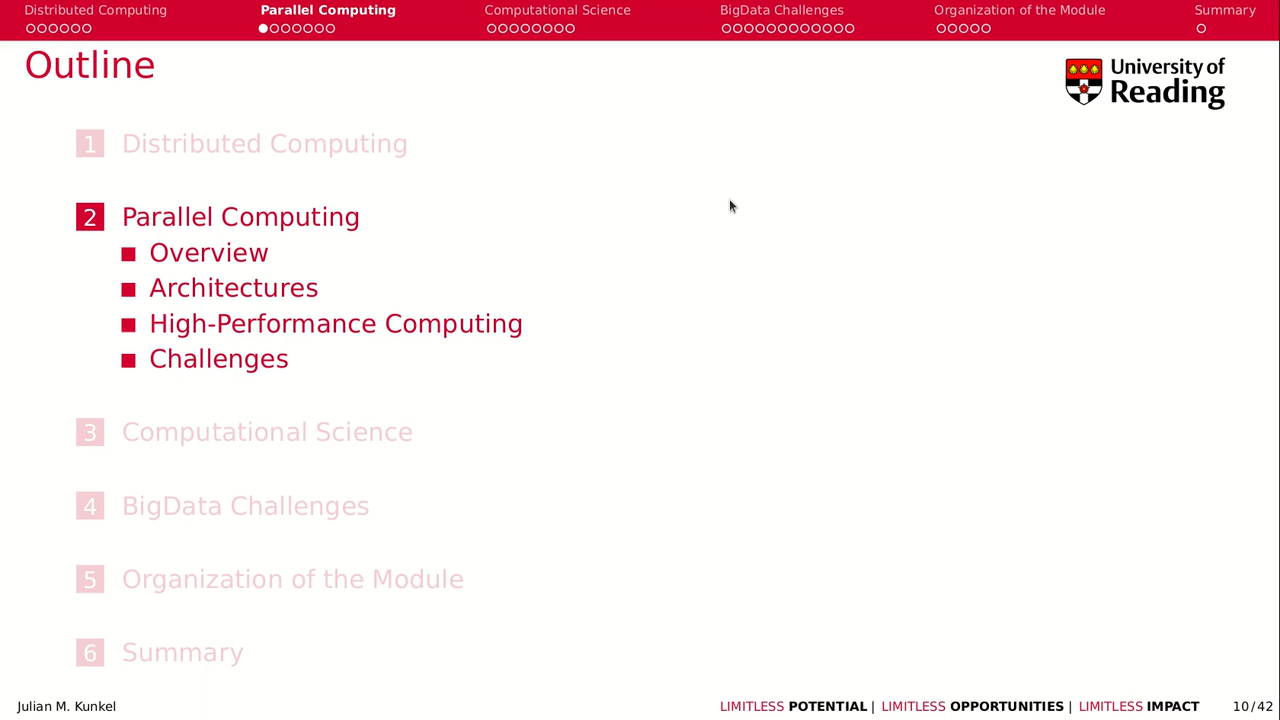 Distributed Computing Parallel Computing Computational Science BigData Challenges Organization of the Module Summary
Outline
University of
Reading
1 Distributed Computing
2 Parallel Computing
Overview
Architectures
High-Performance Computing
Challenges
3 Computational Science
4 BigData Challenges
5 Organization of the Module
6 Summary
Julian M. Kunkel LIMITLESS POTENTIAL | LIMITLESS OPPORTUNITIES | LIMITLESS IMPACT 10/42